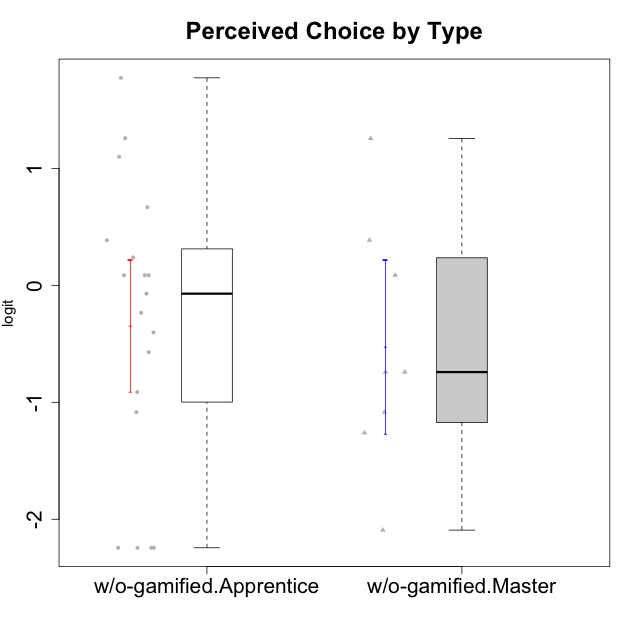 Perceived Choice by Type
logit
1
0
-1
-2
w/o-gamified.Apprentice
w/o-gamified.Master